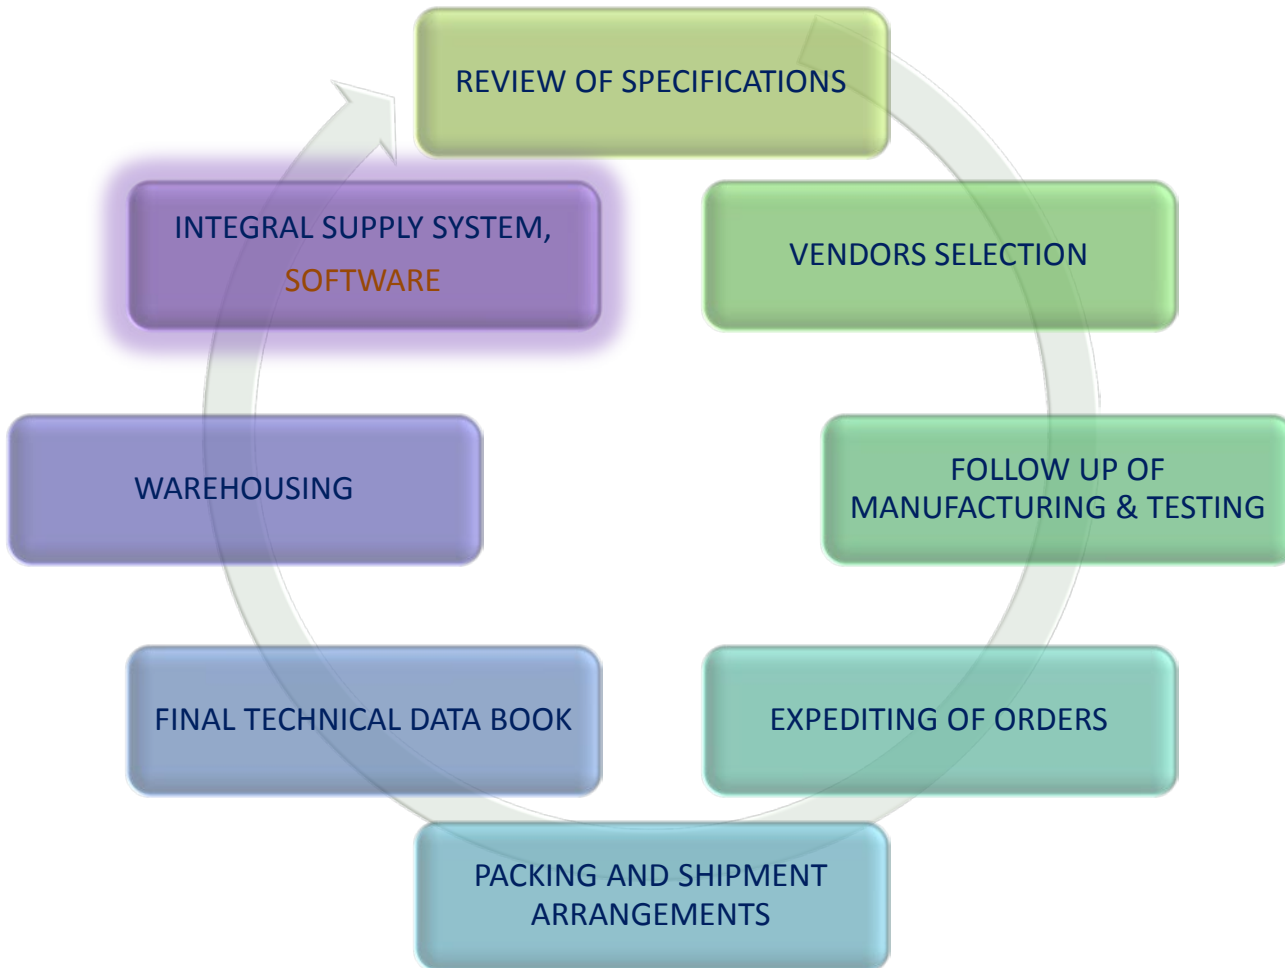 REVIEW OF SPECIFICATIONS
VENDORS SELECTION
FOLLOW UP OF
MANUFACTURING & TESTING
EXPEDITING OF ORDERS
PACKING AND SHIPMENT
ARRANGEMENTS
FINAL TECHNICAL DATA BOOK
WAREHOUSING
INTEGRAL SUPPLY SYSTEM,
SOFTWARE